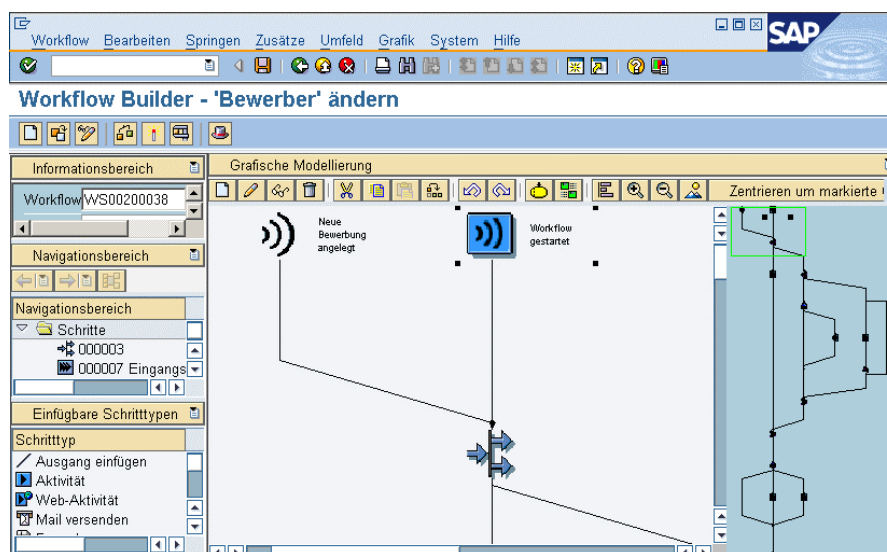 Workflow Bearbeiten Springen Zusätze Umfeld Grafik System Hilfe
SAP
Workflow Builder - 'Bewerber' ändern
Informationsbereich
Workflow WS00200038
Navigationsbereich
Navigationsbereich
Schritte
000003
000007 Eingangs
Einfügbare Schritttypen
Schritttyp
Ausgang einfügen
Aktivität
Web-Aktivität
Mail versenden
Grafische Modellierung
Zentrieren um markierte
Neue
Bewerbung
angelegt
Workflow
gestartet